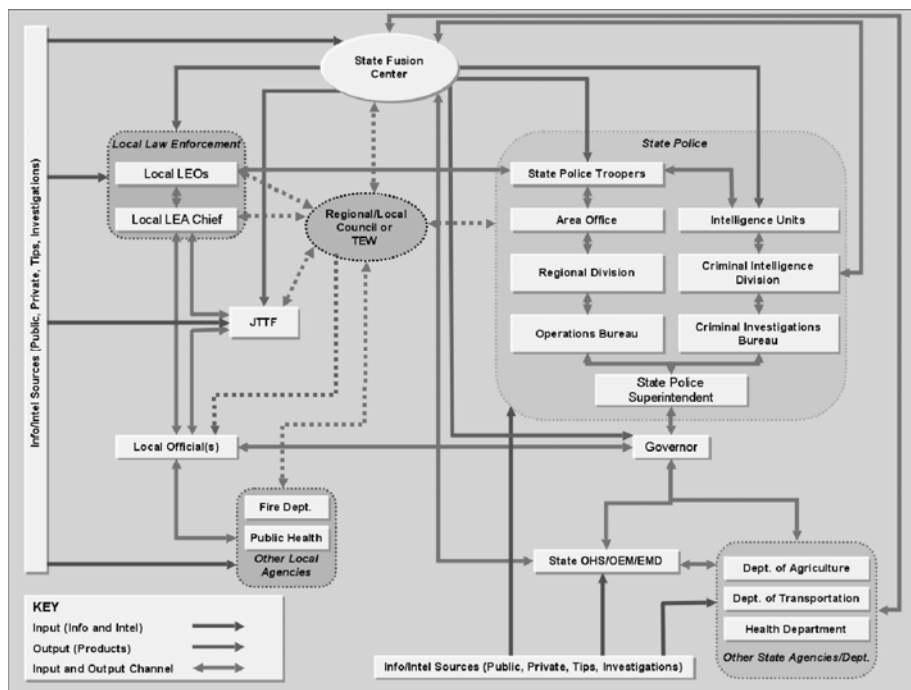 State Fusion
Center
Info/Intel Sources (Public, Private, Tips, Investigations)
Local Law Enforcement
Local LEOs
Local LEA Chief
Regional/Local
Council or
TEW
State Police
State Police Troopers
Area Office
Intelligence Units
Regional Division
Criminal Intelligence
Division
JTTF
Operations Bureau
Criminal Investigations
Bureau
State Police
Superintendent
Local Official(s)
Governor
Fire Dept.
Public Health
Other Local
Agencies
State OHS/OEM/EMD
Dept. of Agriculture
Dept. of Transportation
Health Department
Other State Agencies/Dept.
KEY
Input (Info and Intel)
Output (Products)
Input and Output Channel
Info/Intel Sources (Public, Private, Tips, Investigations)